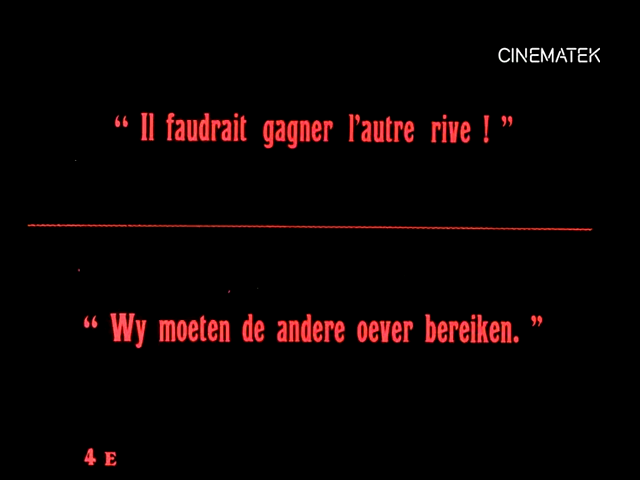 CINEMATEK
“ Il faudrait gagner l'autre rive ! ”
“ Wy moeten de andere oever bereiken. ”
4 E